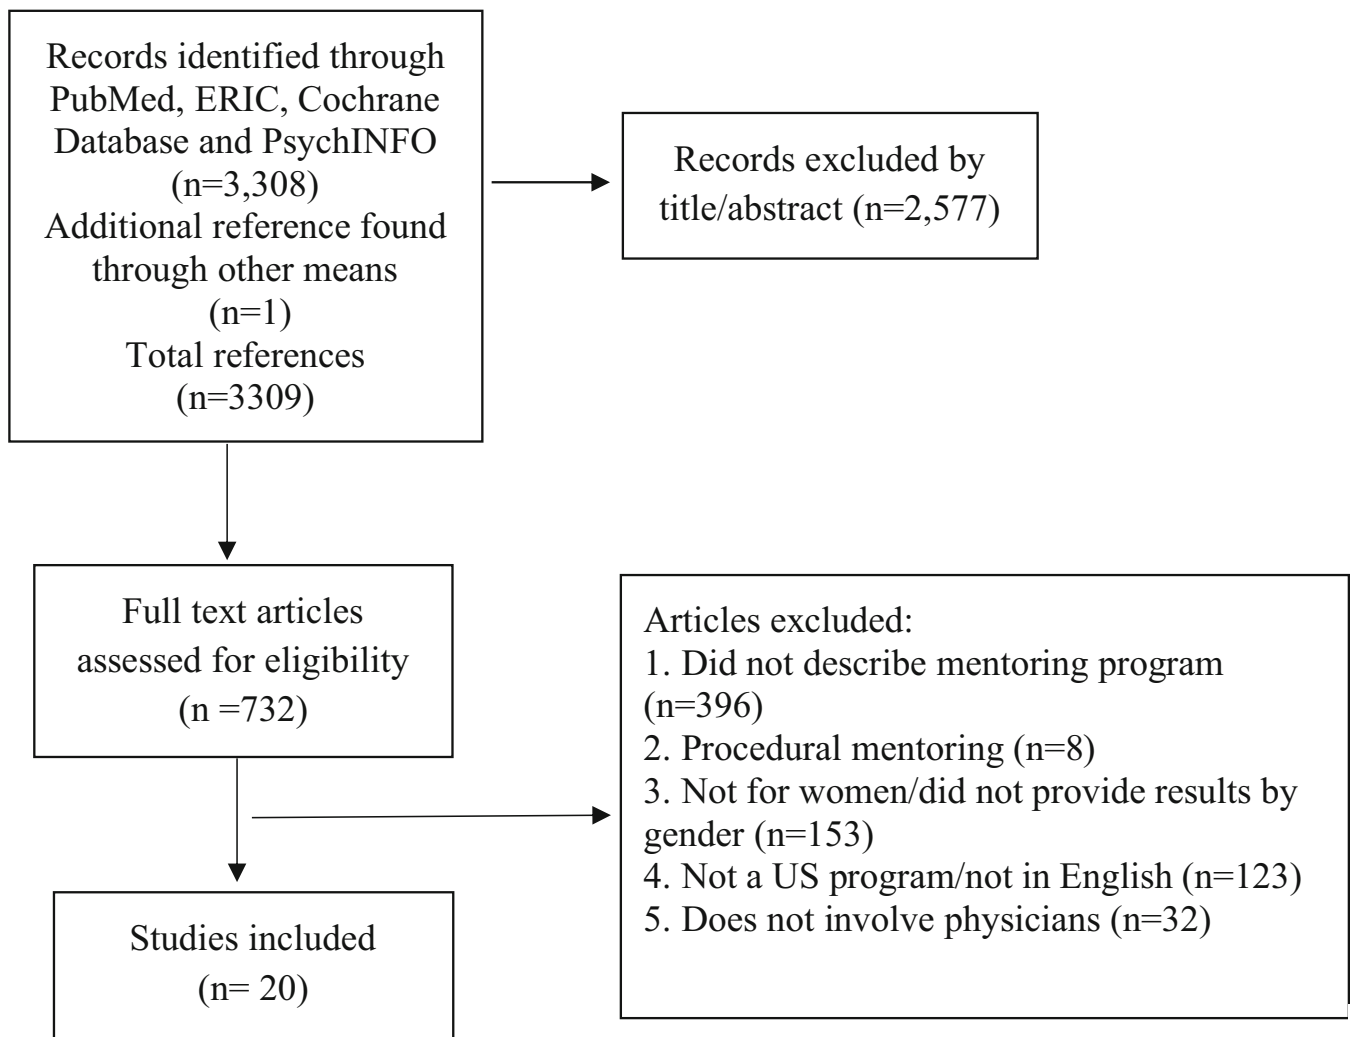 Records identified through
PubMed, ERIC, Cochrane
Database and PsychINFO
(n=3,308)
Additional reference found
through other means
(n=1)
Total references
(n=3309)
Records excluded by
title/abstract (n=2,577)
Full text articles
assessed for eligibility
(n =732)
Articles excluded:
1. Did not describe mentoring program
(n=396)
2. Procedural mentoring (n=8)
3. Not for women/did not provide results by
gender (n=153)
4. Not a US program/not in English (n=123)
5. Does not involve physicians (n=32)
Studies included
(n= 20)